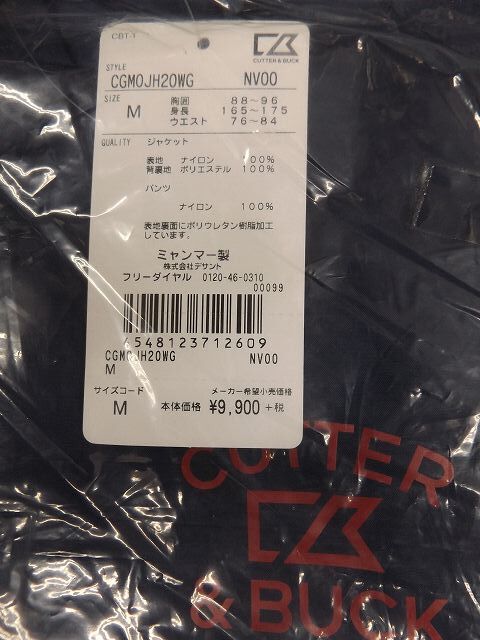 CBT-1
CUTTER & BUCK
STYLE
CGMOJH20WG NV00
SIZE M 胸囲 88〜96
身長 165〜175
ウエスト 76〜84
QUALITY ジャケット
表地 ナイロン 100%
背裏地 ポリエステル 100%
パンツ
ナイロン 100%
表地裏面にポリウレタン樹脂加工
しています。
ミャンマー製
株式会社デサント
フリーダイヤル 0120-46-0310
00099
4548123712609
CGMOJH20WG NV00
M
サイズコード メーカー希望小売価格
M 本体価格 ¥9,900 +税
CUTTER
& BUCK